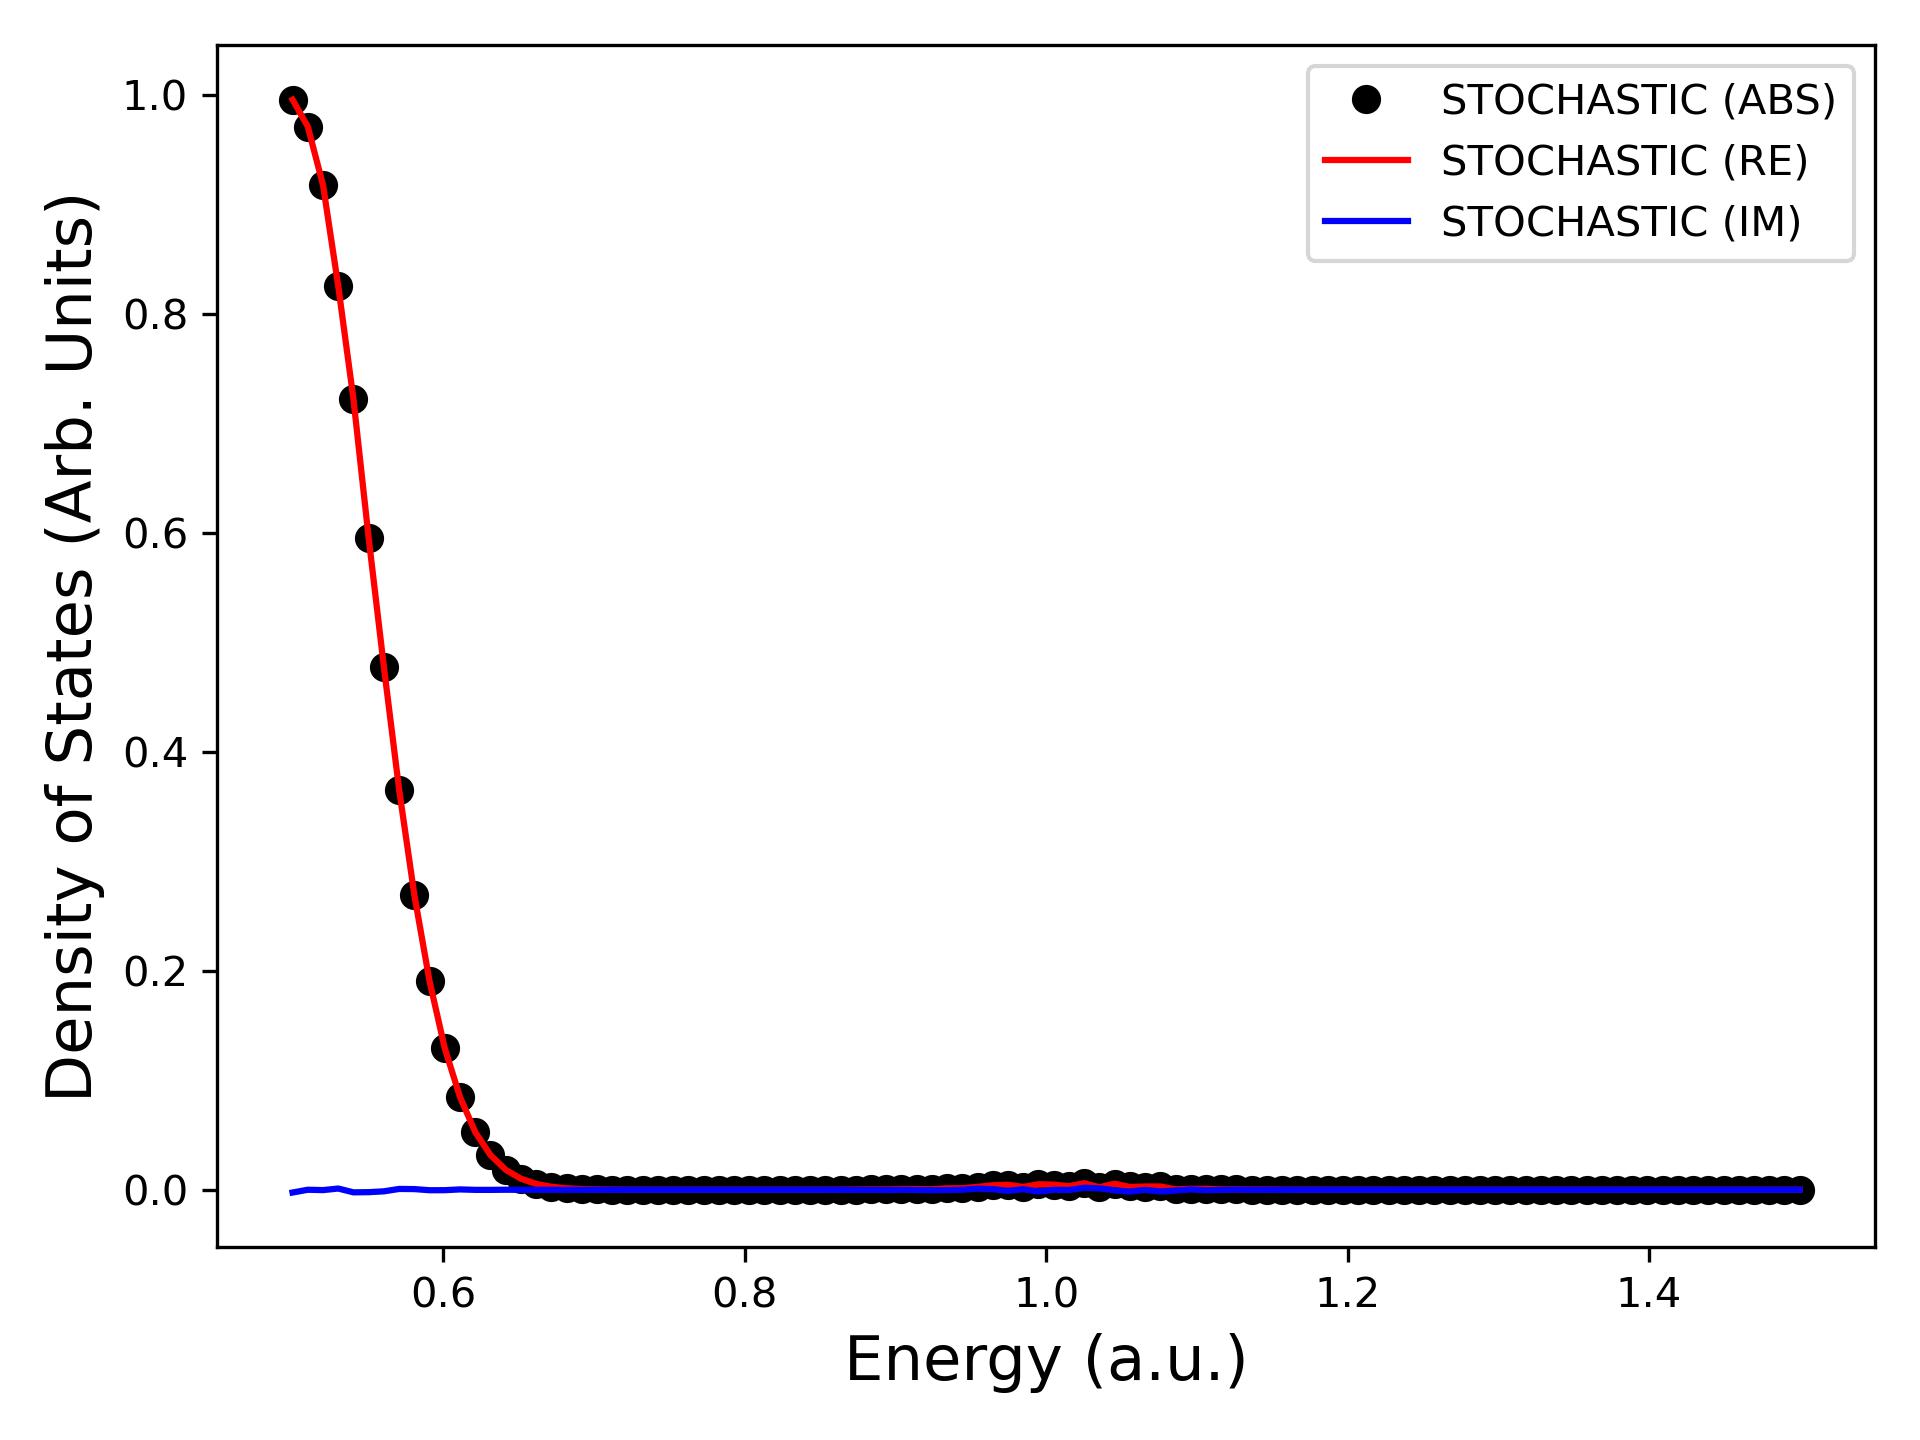 STOCHASTIC (ABS)
STOCHASTIC (RE)
STOCHASTIC (IM)
Density of States (Arb. Units)
1.0
0.8
0.6
0.4
0.2
0.0
0.6 0.8 1.0 1.2 1.4
Energy (a.u.)